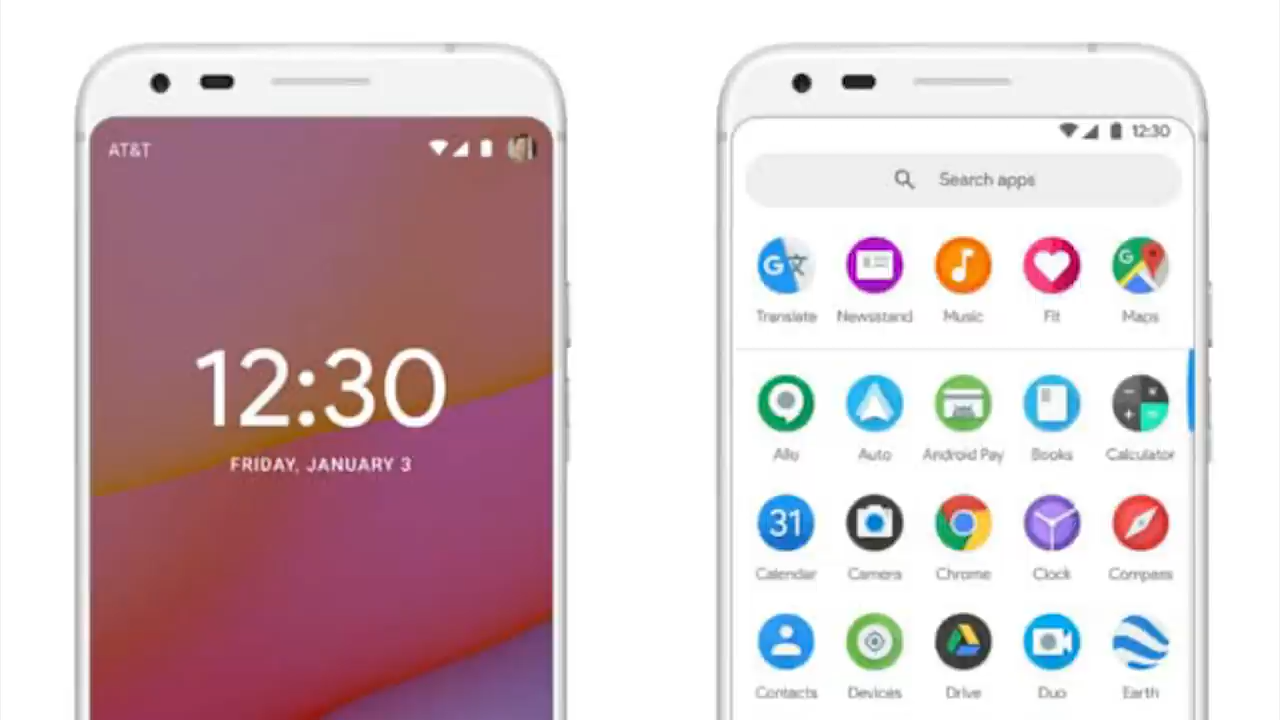 AT&T
12:30
FRIDAY, JANUARY 3
12:30
Search apps
G 文
G
Translate Newsstand Music Fit Maps
Allo Auto Android Pay Books Calculator
31
Calendar Camera Chrome Clock Compass
Contacts Devices Drive Duo Earth